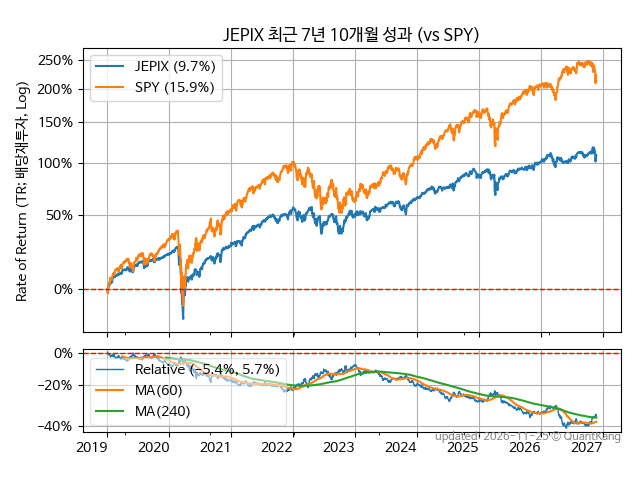 JEPIX 최근 7년 10개월 성과 (vs SPY)
Rate of Return (TR: 배당재투자, Log)
250%
200%
150%
100%
50%
0%
JEPIX (9.7%)
SPY (15.9%)
0%
−20%
−40%
Relative (−5.4%, 5.7%)
MA(60)
MA(240)
2019 2020 2021 2022 2023 2024 2025 2026 2027
updated: 2026-11-25 © QuantKang